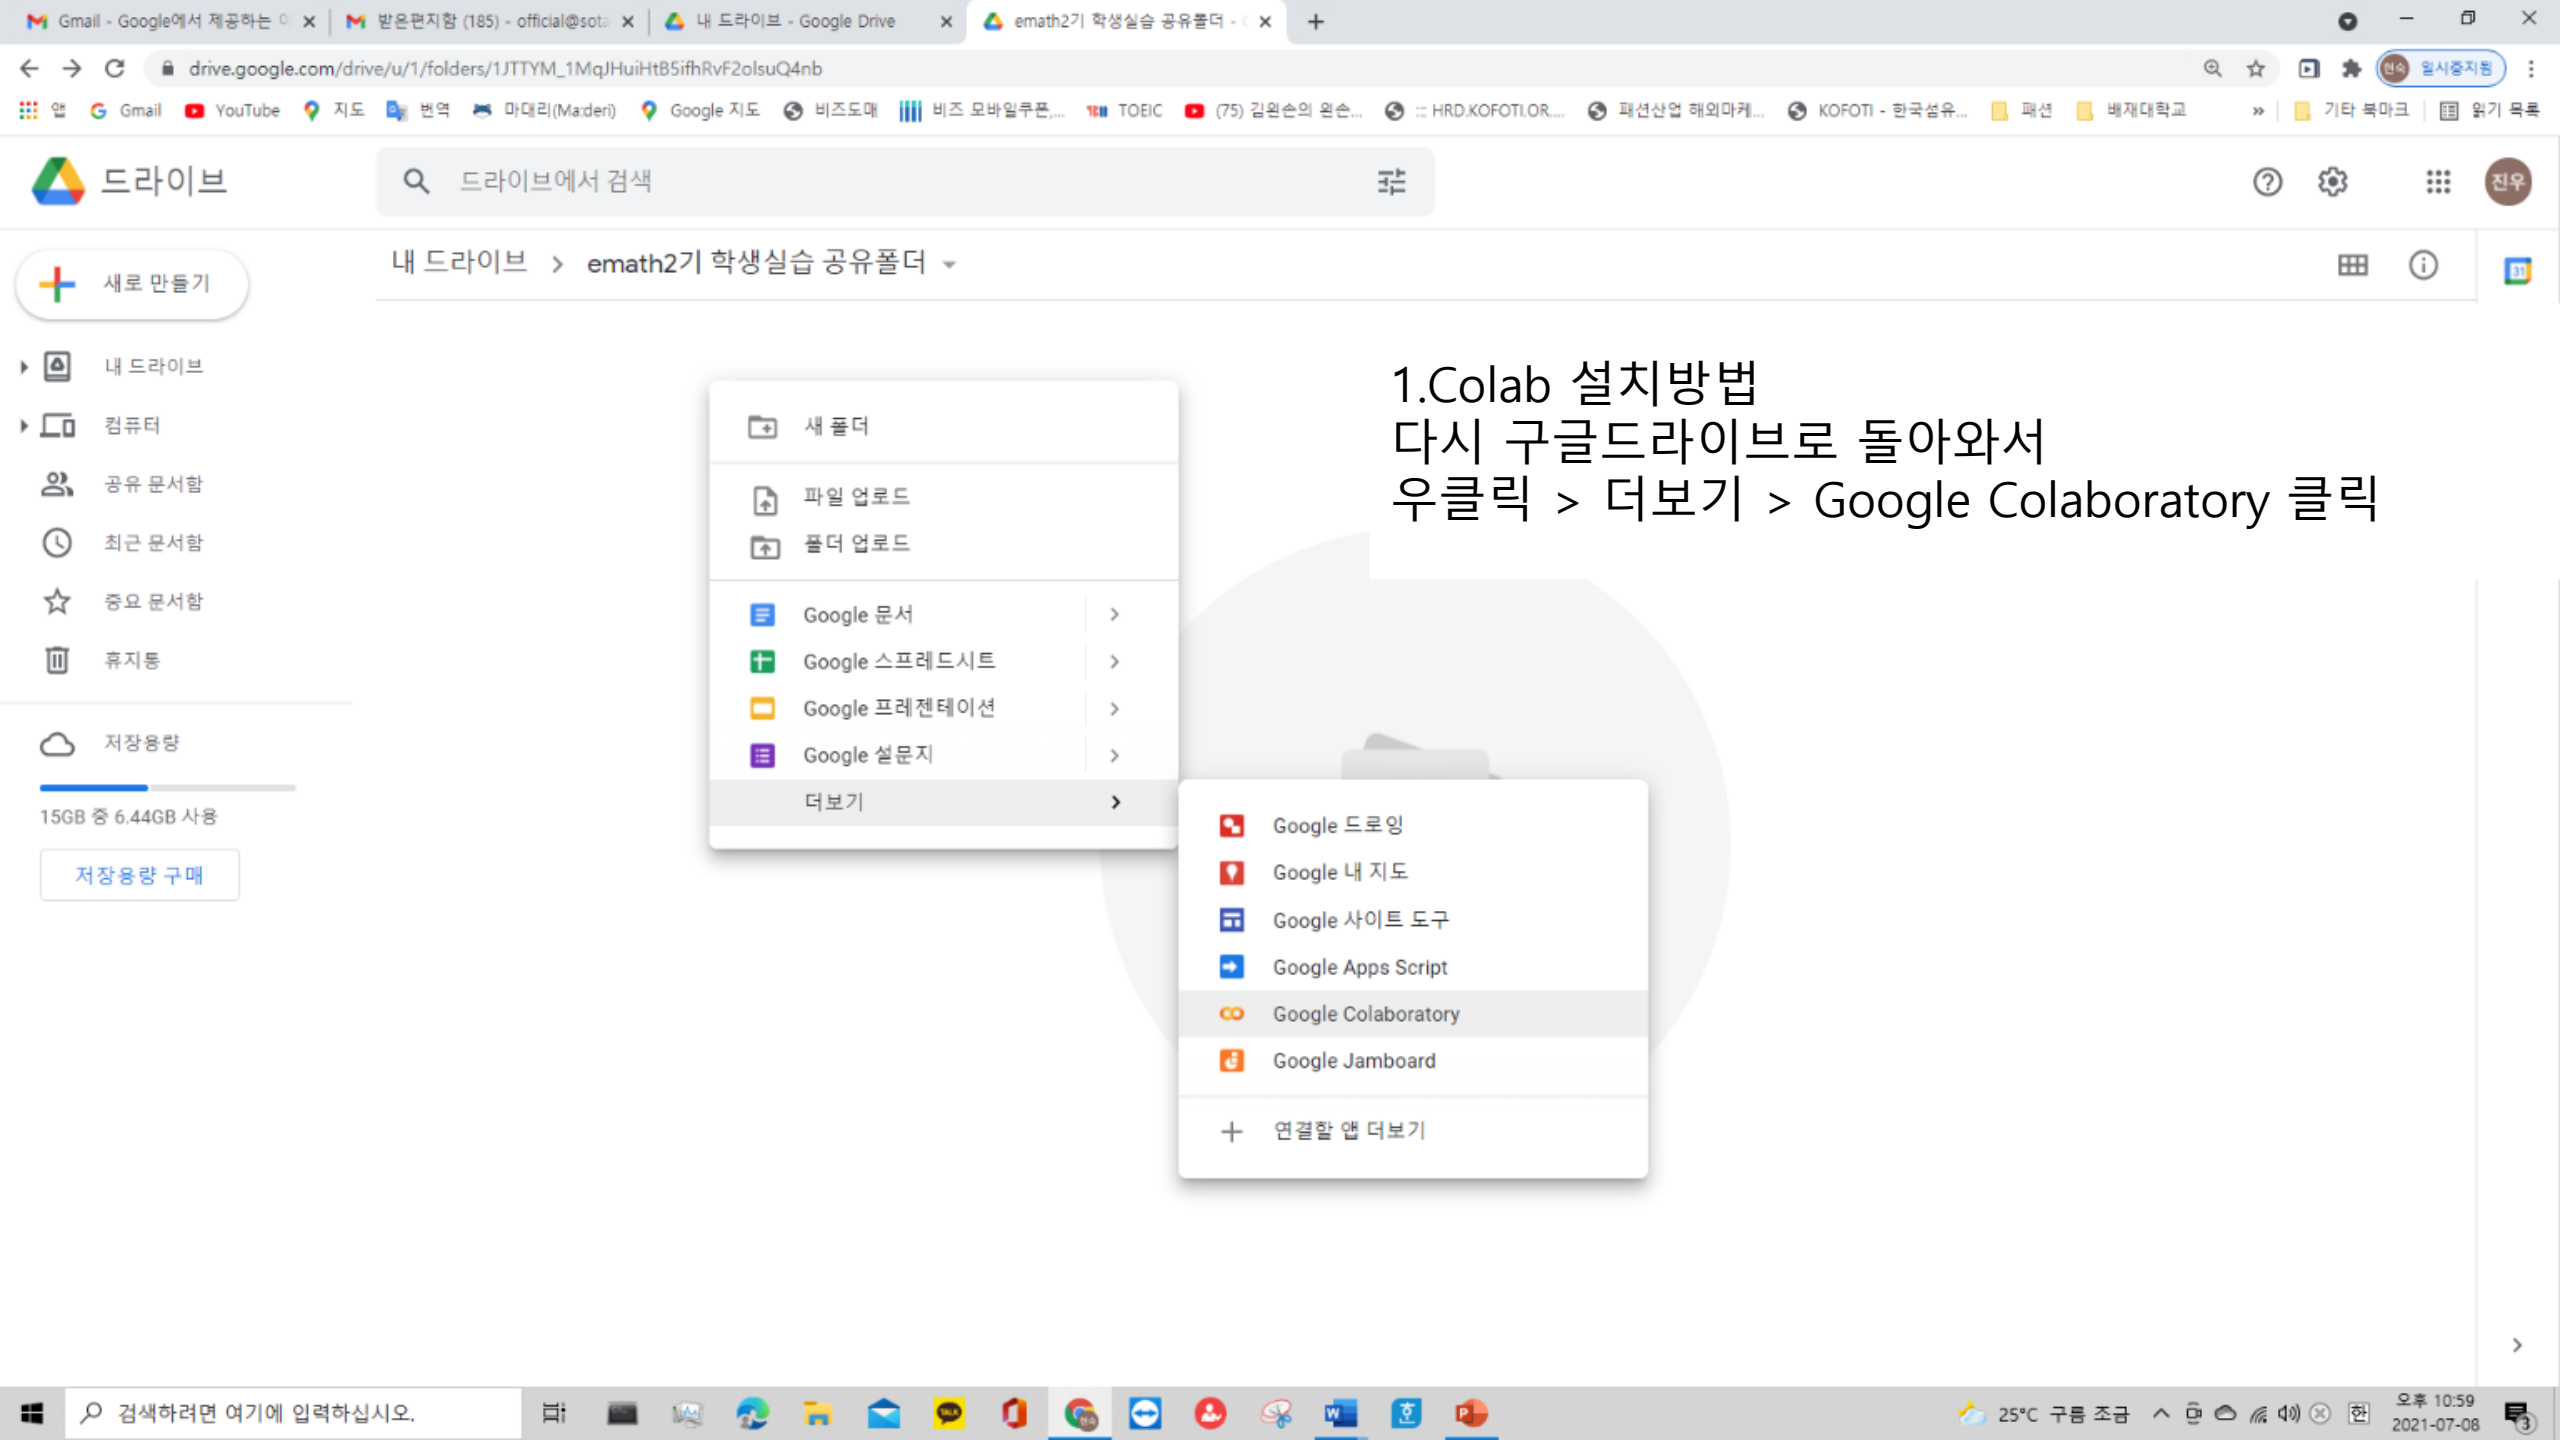 Gmail - Google에서 제공하는
받은편지함 (185) - official@sota
내 드라이브 - Google Drive
emath2기 학생실습 공유폴더 -
drive.google.com/drive/u/1/folders/1JTTYM_1MqJHuiHtB5ifhRvF2olsuQ4nb
현숙 일시중지됨
앱 Gmail YouTube 지도 번역 마대리(Ma:deri) Google 지도 비즈도매 비즈 모바일쿠폰,... TOEIC (75) 김왼손의 왼손... ::: HRD.KOFOTI.OR.... 패션산업 해외마케... KOFOTI - 한국섬유... 패션 배재대학교 » 기타 북마크 읽기 목록
드라이브
드라이브에서 검색
진우
새로 만들기
내 드라이브 > emath2기 학생실습 공유폴더
31
내 드라이브
컴퓨터
공유 문서함
최근 문서함
중요 문서함
휴지통
저장용량
15GB 중 6.44GB 사용
저장용량 구매
새 폴더
파일 업로드
폴더 업로드
Google 문서
Google 스프레드시트
Google 프레젠테이션
Google 설문지
더보기
Google 드로잉
Google 내 지도
Google 사이트 도구
Google Apps Script
Google Colaboratory
Google Jamboard
연결할 앱 더보기
1.Colab 설치방법
다시 구글드라이브로 돌아와서
우클릭 > 더보기 > Google Colaboratory 클릭
검색하려면 여기에 입력하십시오.
25°C 구름 조금
한
오후 10:59
2021-07-08
3